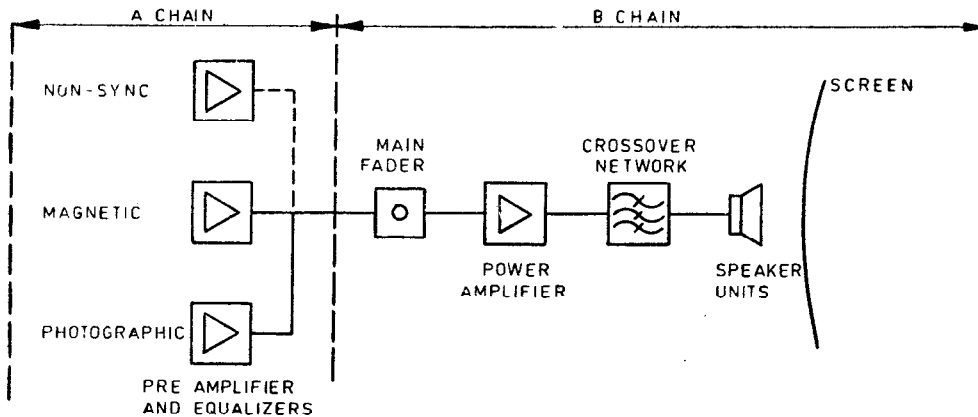 A CHAIN
B CHAIN
NON-SYNC
SCREEN
MAIN
FADER
CROSSOVER
NETWORK
MAGNETIC
POWER
AMPLIFIER
SPEAKER
UNITS
PHOTOGRAPHIC
PRE AMPLIFIER
AND EQUALIZERS